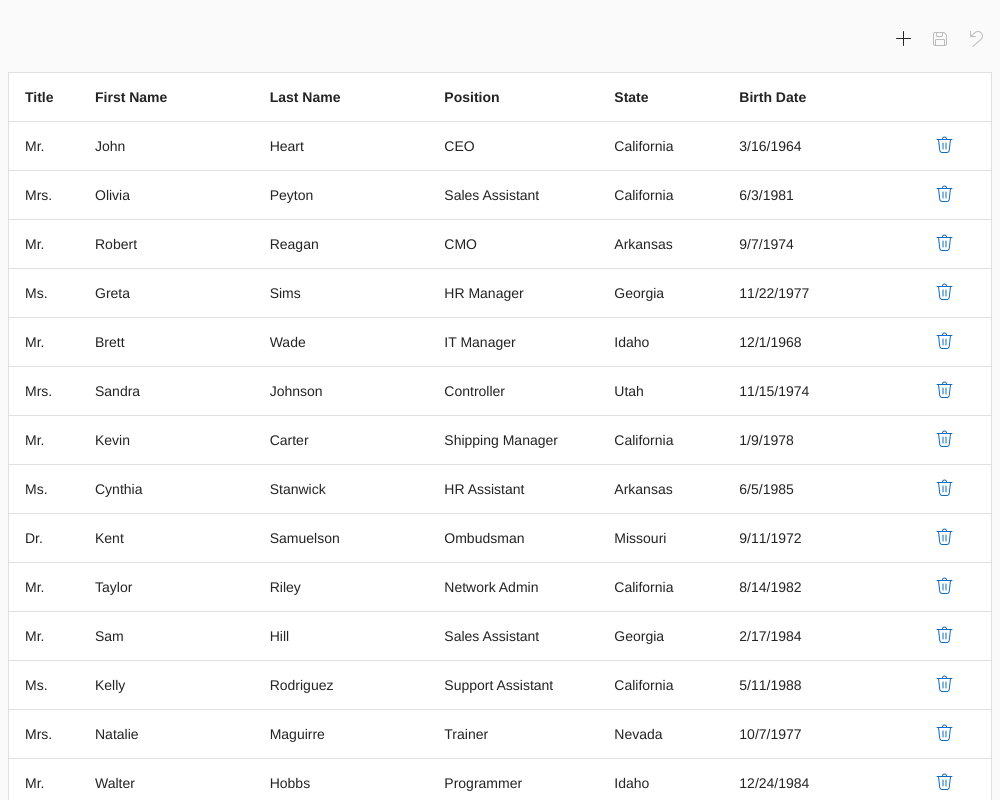 Title First Name Last Name Position State Birth Date
Mr. John Heart CEO California 3/16/1964
Mrs. Olivia Peyton Sales Assistant California 6/3/1981
Mr. Robert Reagan CMO Arkansas 9/7/1974
Ms. Greta Sims HR Manager Georgia 11/22/1977
Mr. Brett Wade IT Manager Idaho 12/1/1968
Mrs. Sandra Johnson Controller Utah 11/15/1974
Mr. Kevin Carter Shipping Manager California 1/9/1978
Ms. Cynthia Stanwick HR Assistant Arkansas 6/5/1985
Dr. Kent Samuelson Ombudsman Missouri 9/11/1972
Mr. Taylor Riley Network Admin California 8/14/1982
Mr. Sam Hill Sales Assistant Georgia 2/17/1984
Ms. Kelly Rodriguez Support Assistant California 5/11/1988
Mrs. Natalie Maguirre Trainer Nevada 10/7/1977
Mr. Walter Hobbs Programmer Idaho 12/24/1984